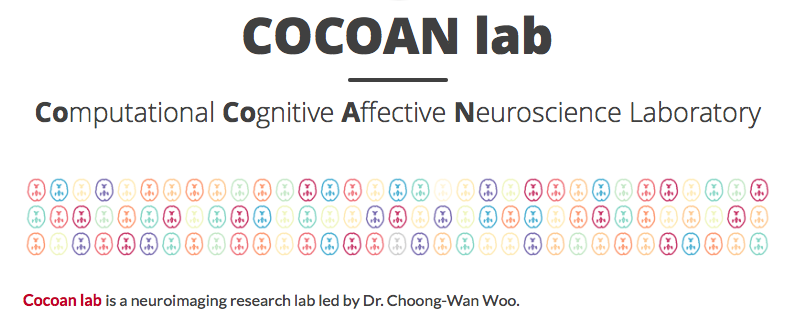 COCOAN lab
Computational Cognitive Affective Neuroscience Laboratory
Cocoan lab is a neuroimaging research lab led by Dr. Choong-Wan Woo.